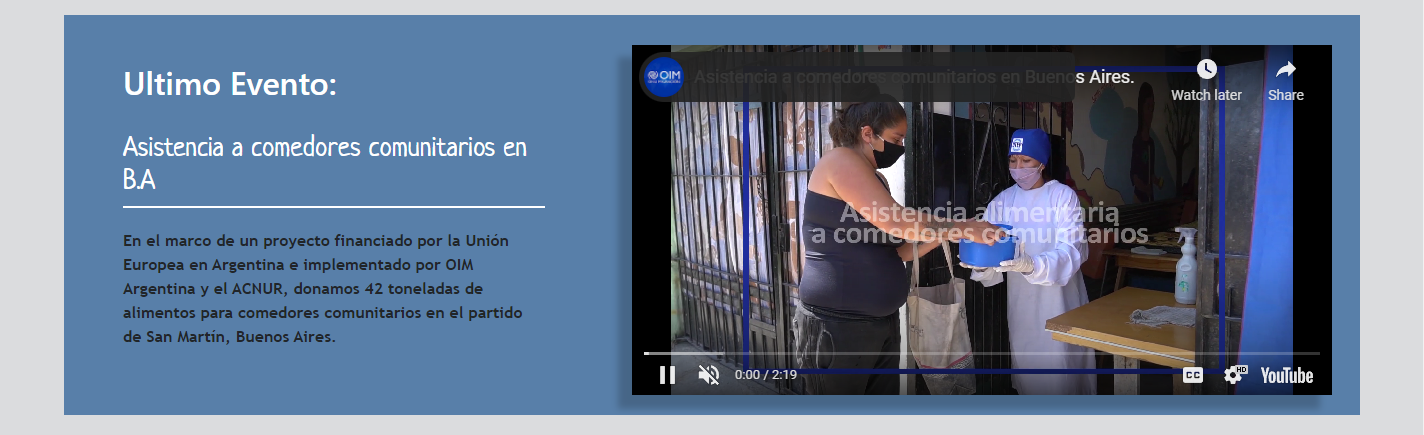 Ultimo Evento:
Asistencia a comedores comunitarios en
B.A
En el marco de un proyecto financiado por la Unión
Europea en Argentina e implementado por OIM
Argentina y el ACNUR, donamos 42 toneladas de
alimentos para comedores comunitarios en el partido
de San Martín, Buenos Aires.
OIM
Asistencia a comedores comunitarios en Buenos Aires.
Watch later
Share
Asistencia alimentaria
a comedores comunitarios
0:00 / 2:19
CC
HD
YouTube